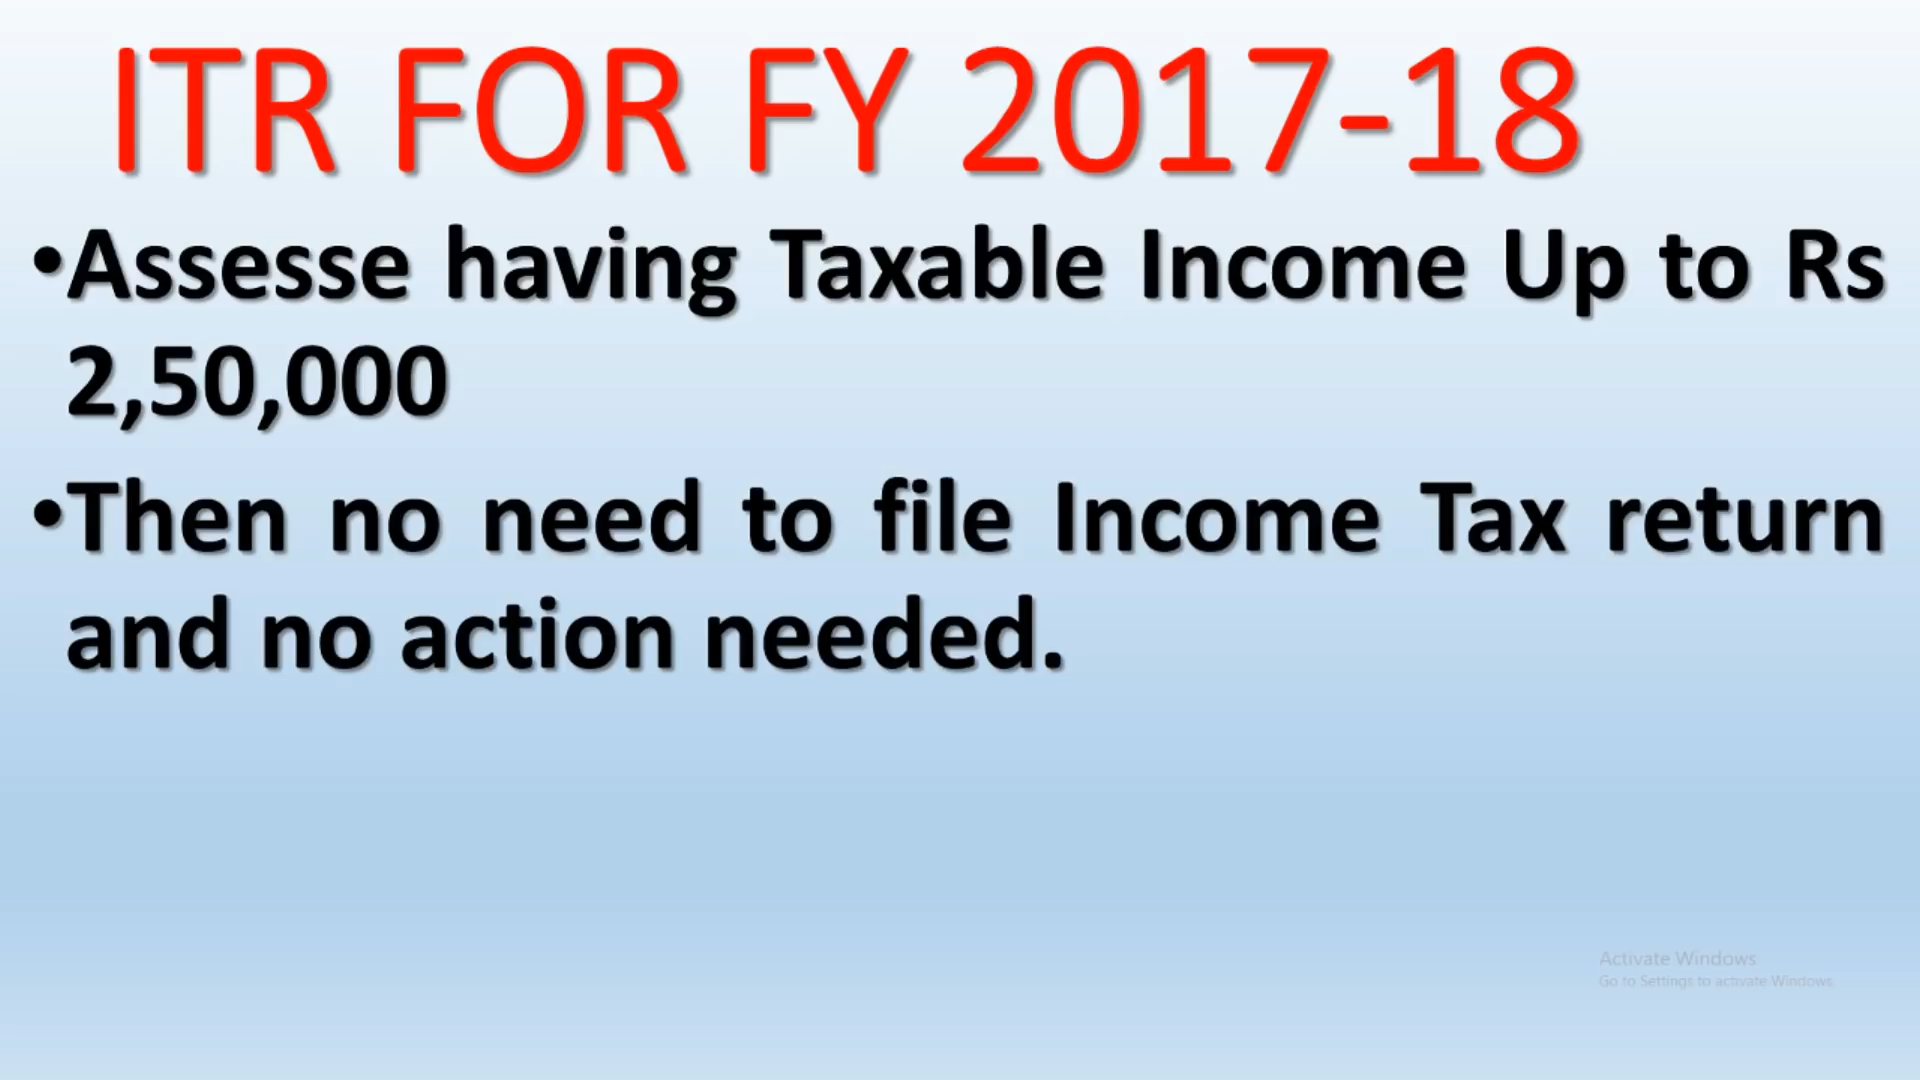 ITR FOR FY 2017-18
•Assesse having Taxable Income Up to Rs
2,50,000
•Then no need to file Income Tax return
and no action needed.
Activate Windows
Go to Settings to activate Windows.